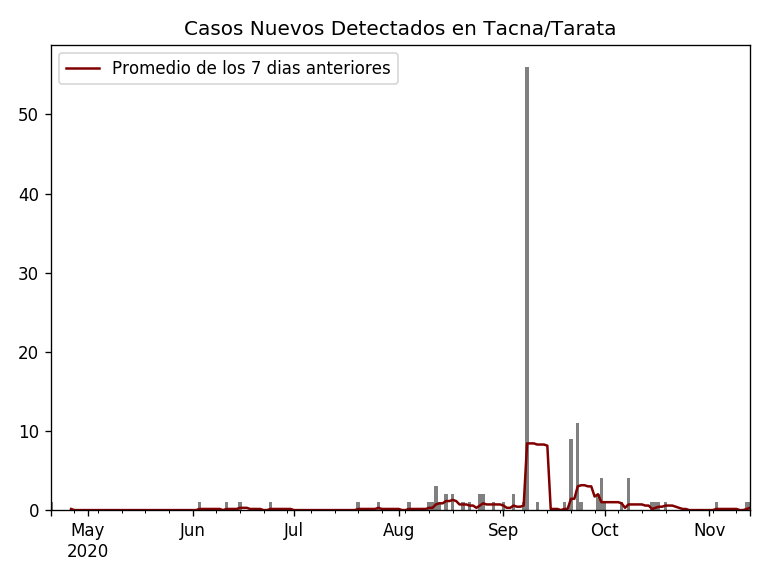 Casos Nuevos Detectados en Tacna/Tarata
Promedio de los 7 dias anteriores
50
40
30
20
10
0
May Jun Jul Aug Sep Oct Nov
2020